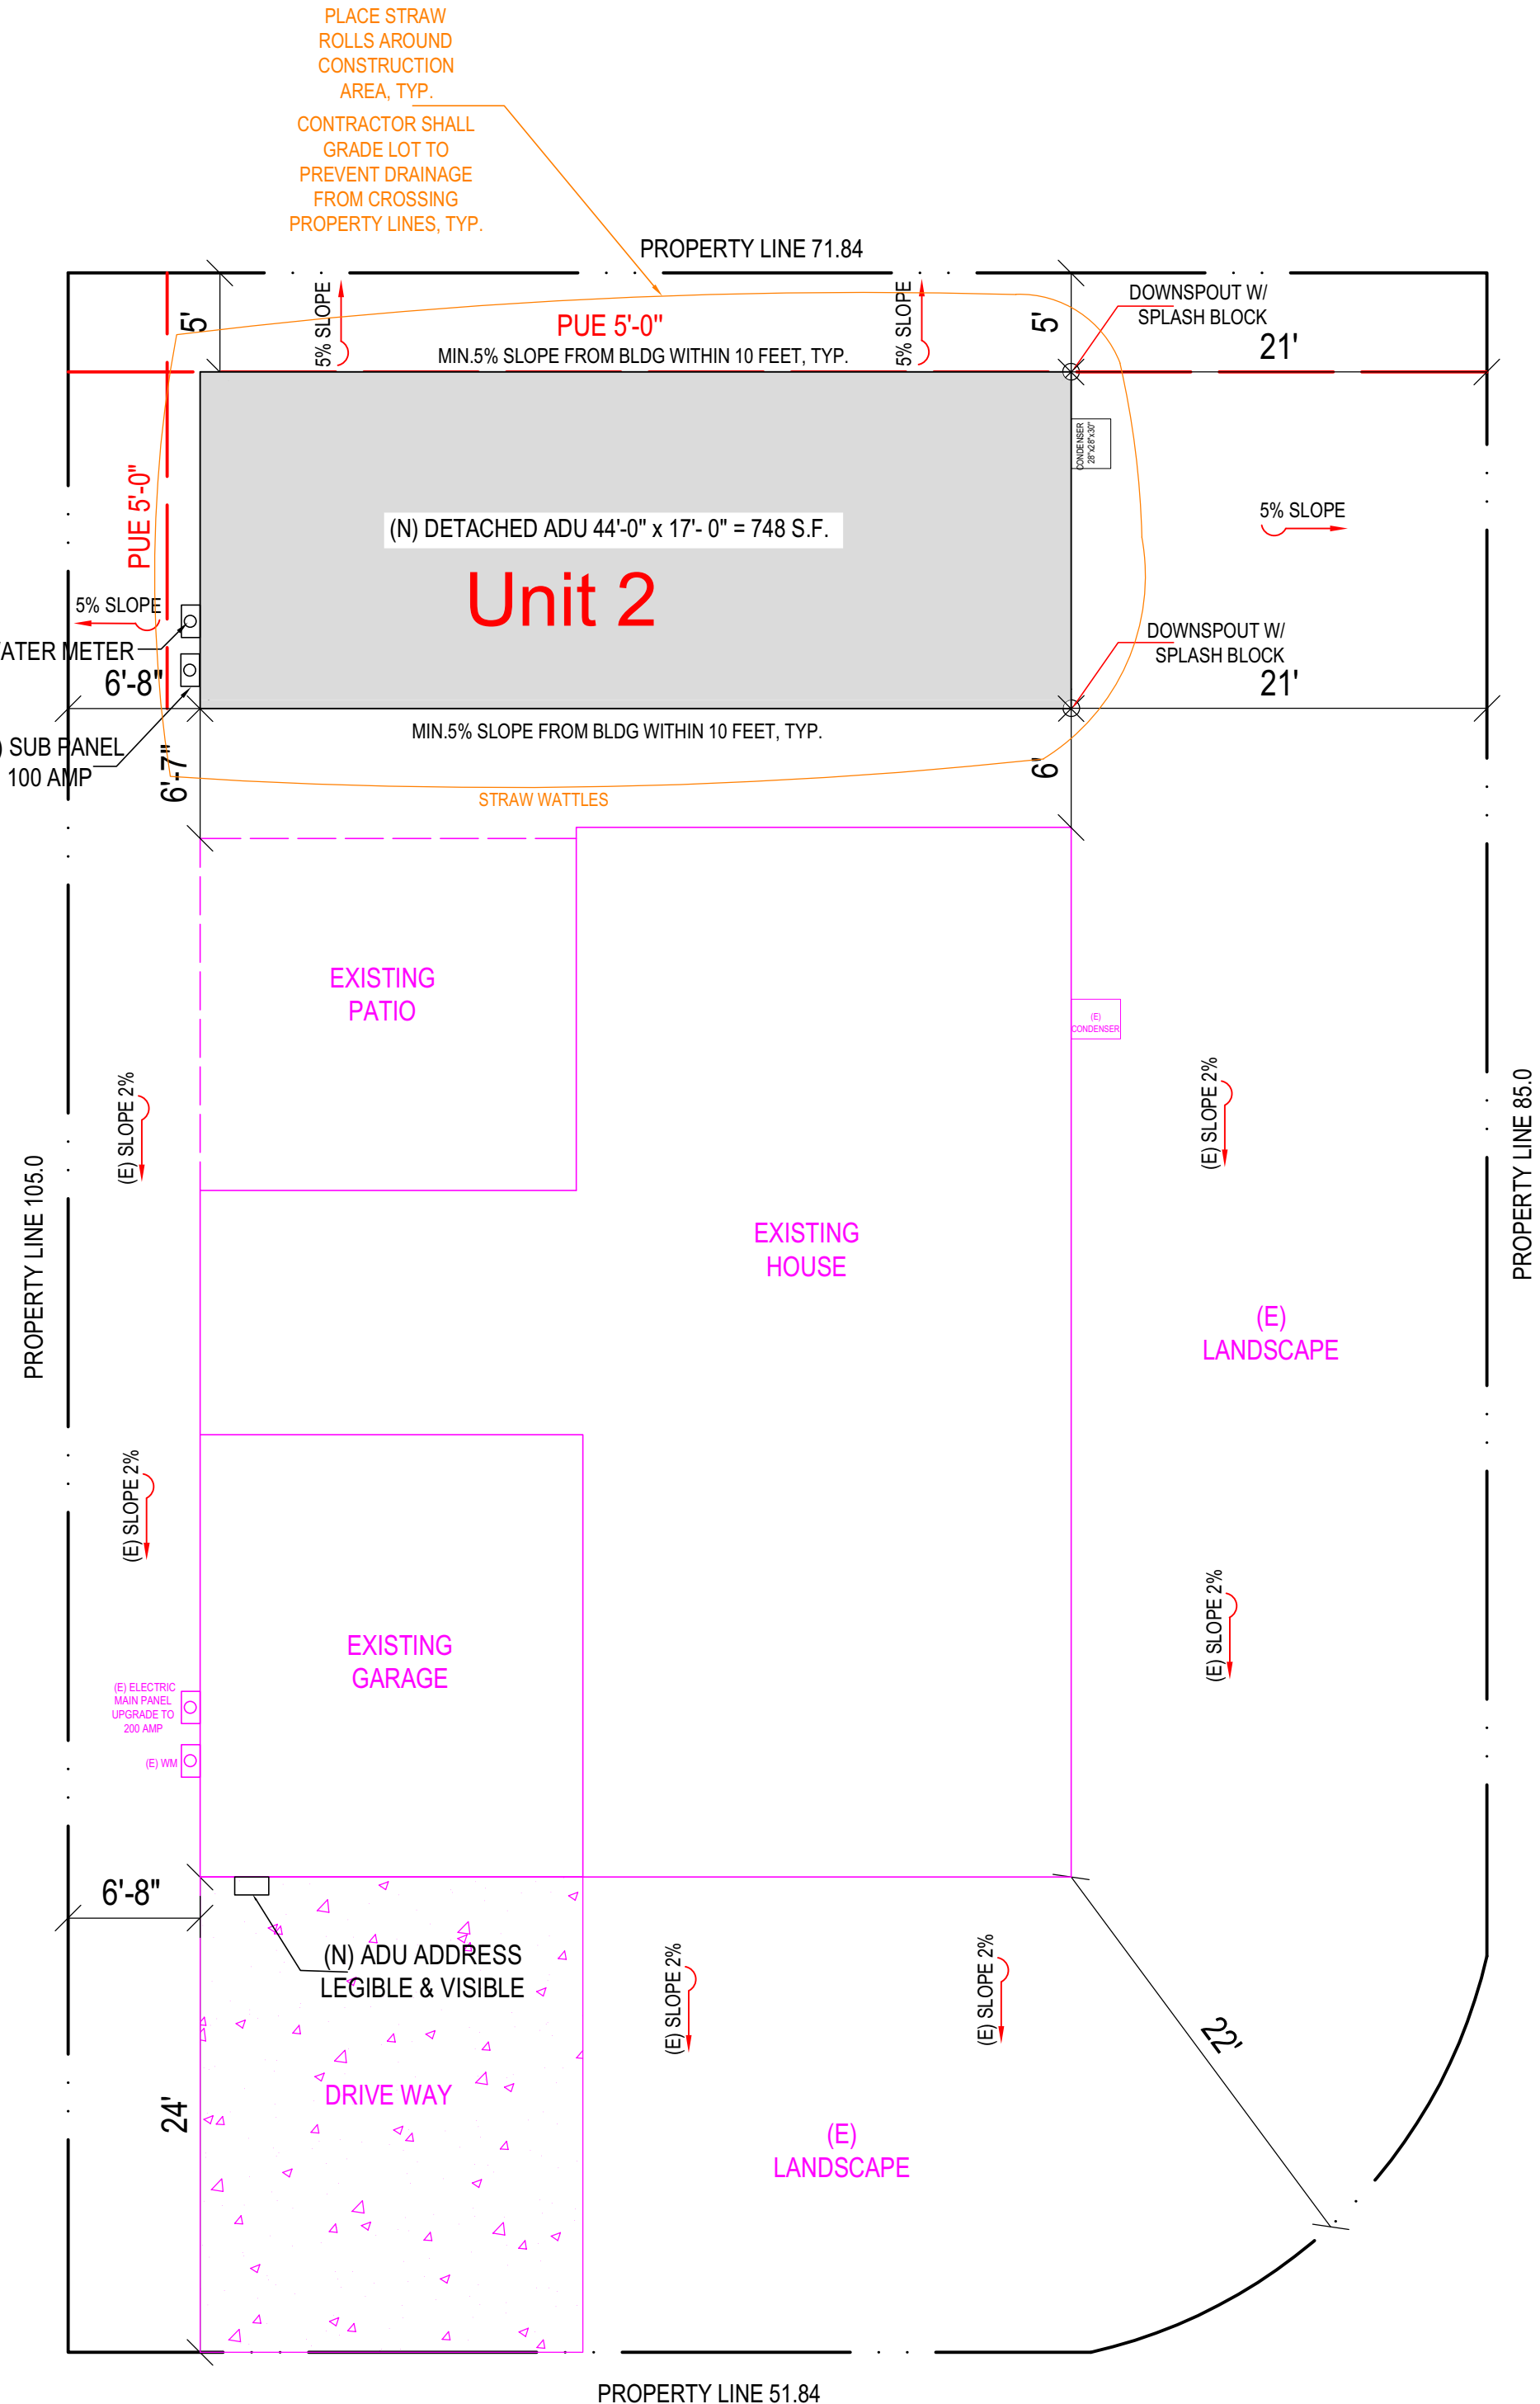 PLACE STRAW
ROLLS AROUND
CONSTRUCTION
AREA, TYP.
CONTRACTOR SHALL
GRADE LOT TO
PREVENT DRAINAGE
FROM CROSSING
PROPERTY LINES, TYP.
PROPERTY LINE 71.84
5'
5% SLOPE
PUE 5'-0"
MIN.5% SLOPE FROM BLDG WITHIN 10 FEET, TYP.
5% SLOPE
5'
DOWNSPOUT W/
SPLASH BLOCK
21'
CONDENSER
28"x28"x30"
PUE 5'-0"
(N) DETACHED ADU 44'-0" x 17'- 0" = 748 S.F.
Unit 2
5% SLOPE
5% SLOPE
ATER METER
6'-8"
DOWNSPOUT W/
SPLASH BLOCK
21'
) SUB PANEL
100 AMP
6'-7"
MIN.5% SLOPE FROM BLDG WITHIN 10 FEET, TYP.
6'
STRAW WATTLES
EXISTING
PATIO
(E)
CONDENSER
(E) SLOPE 2%
(E) SLOPE 2%
PROPERTY LINE 105.0
PROPERTY LINE 85.0
EXISTING
HOUSE
(E)
LANDSCAPE
(E) SLOPE 2%
(E) SLOPE 2%
EXISTING
GARAGE
(E) ELECTRIC
MAIN PANEL
UPGRADE TO
200 AMP
(E) WM
6'-8"
(N) ADU ADDRESS
LEGIBLE & VISIBLE
(E) SLOPE 2%
(E) SLOPE 2%
22'
24'
DRIVE WAY
(E)
LANDSCAPE
PROPERTY LINE 51.84